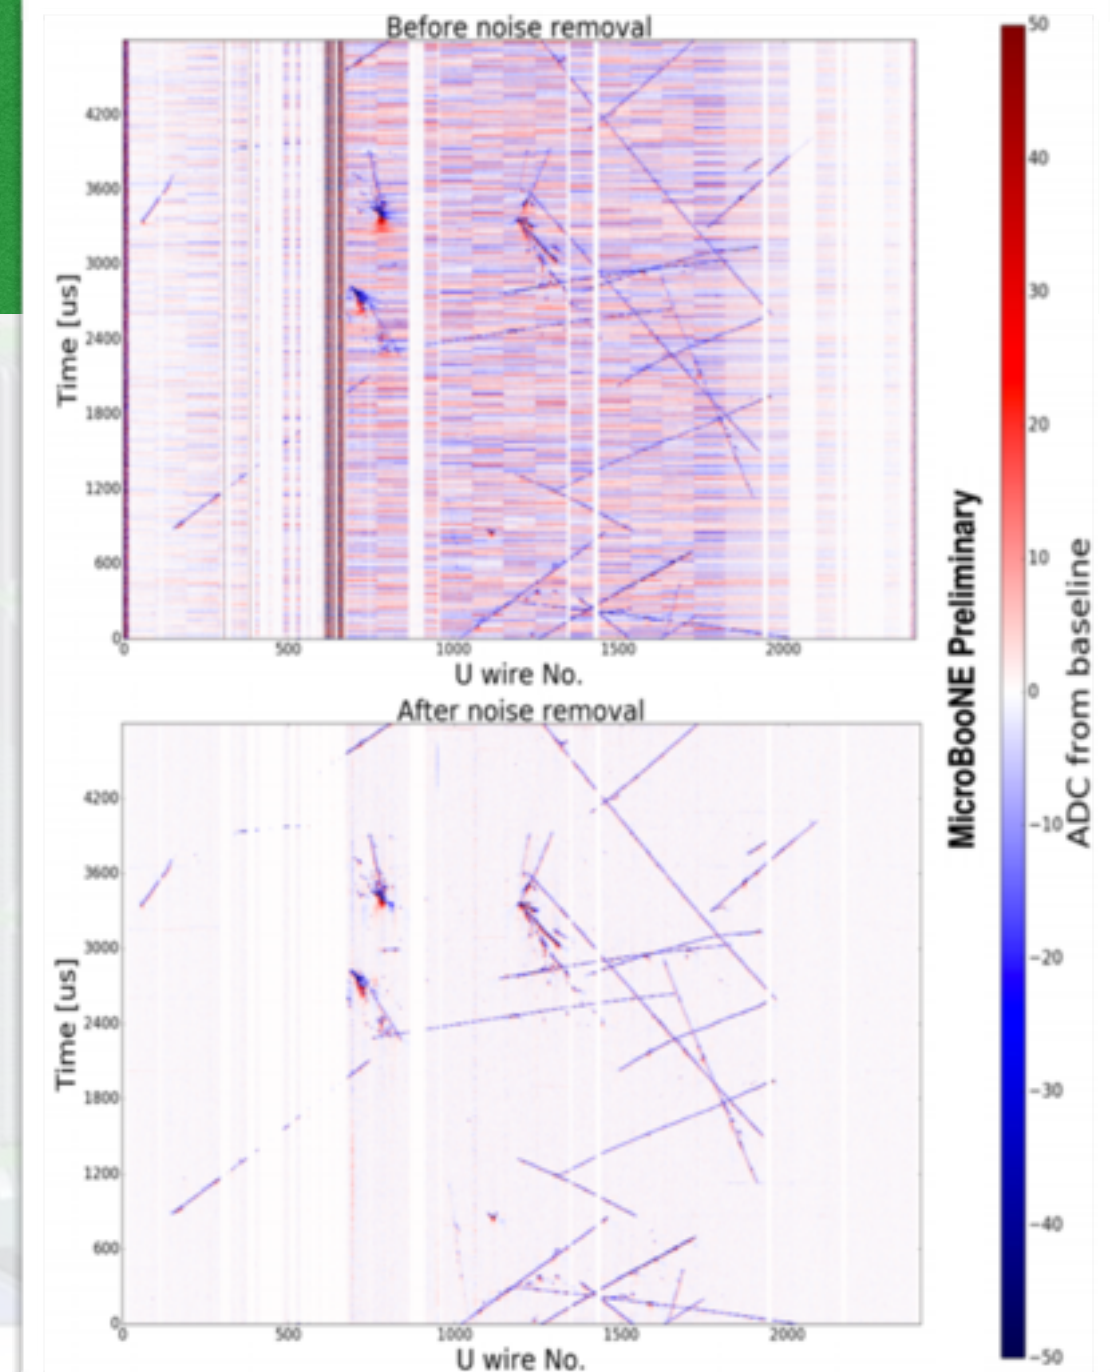 Before noise removal
Time [us]
4200
3600
3000
2400
1800
1200
600
0
0 500 1000 1500 2000
U wire No.
After noise removal
Time [us]
4200
3600
3000
2400
1800
1200
600
0
0 500 1000 1500 2000
U wire No.
MicroBooNE Preliminary
ADC from baseline
50
40
30
20
10
0
−10
−20
−30
−40
−50